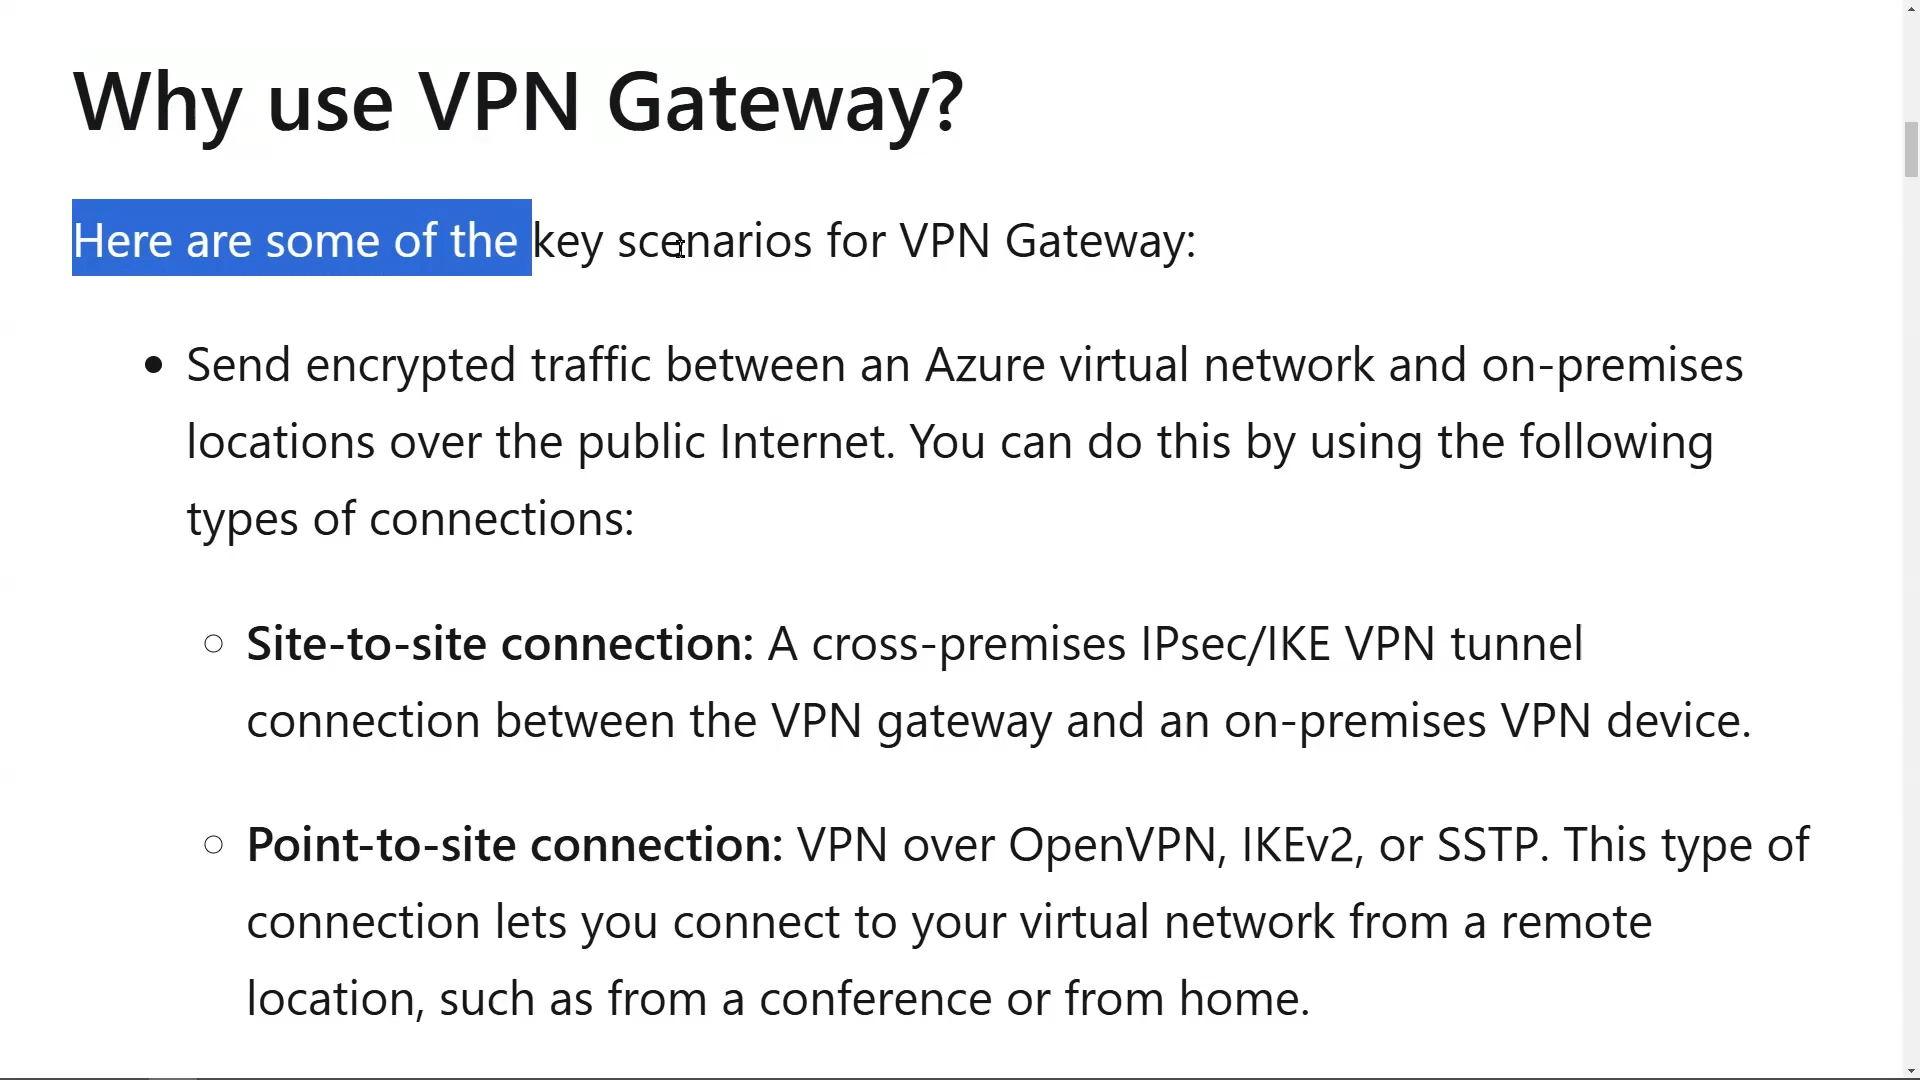 Why use VPN Gateway?
Here are some of the key scenarios for VPN Gateway:
• Send encrypted traffic between an Azure virtual network and on-premises
locations over the public Internet. You can do this by using the following
types of connections:
○ Site-to-site connection: A cross-premises IPsec/IKE VPN tunnel
connection between the VPN gateway and an on-premises VPN device.
○ Point-to-site connection: VPN over OpenVPN, IKEv2, or SSTP. This type of
connection lets you connect to your virtual network from a remote
location, such as from a conference or from home.